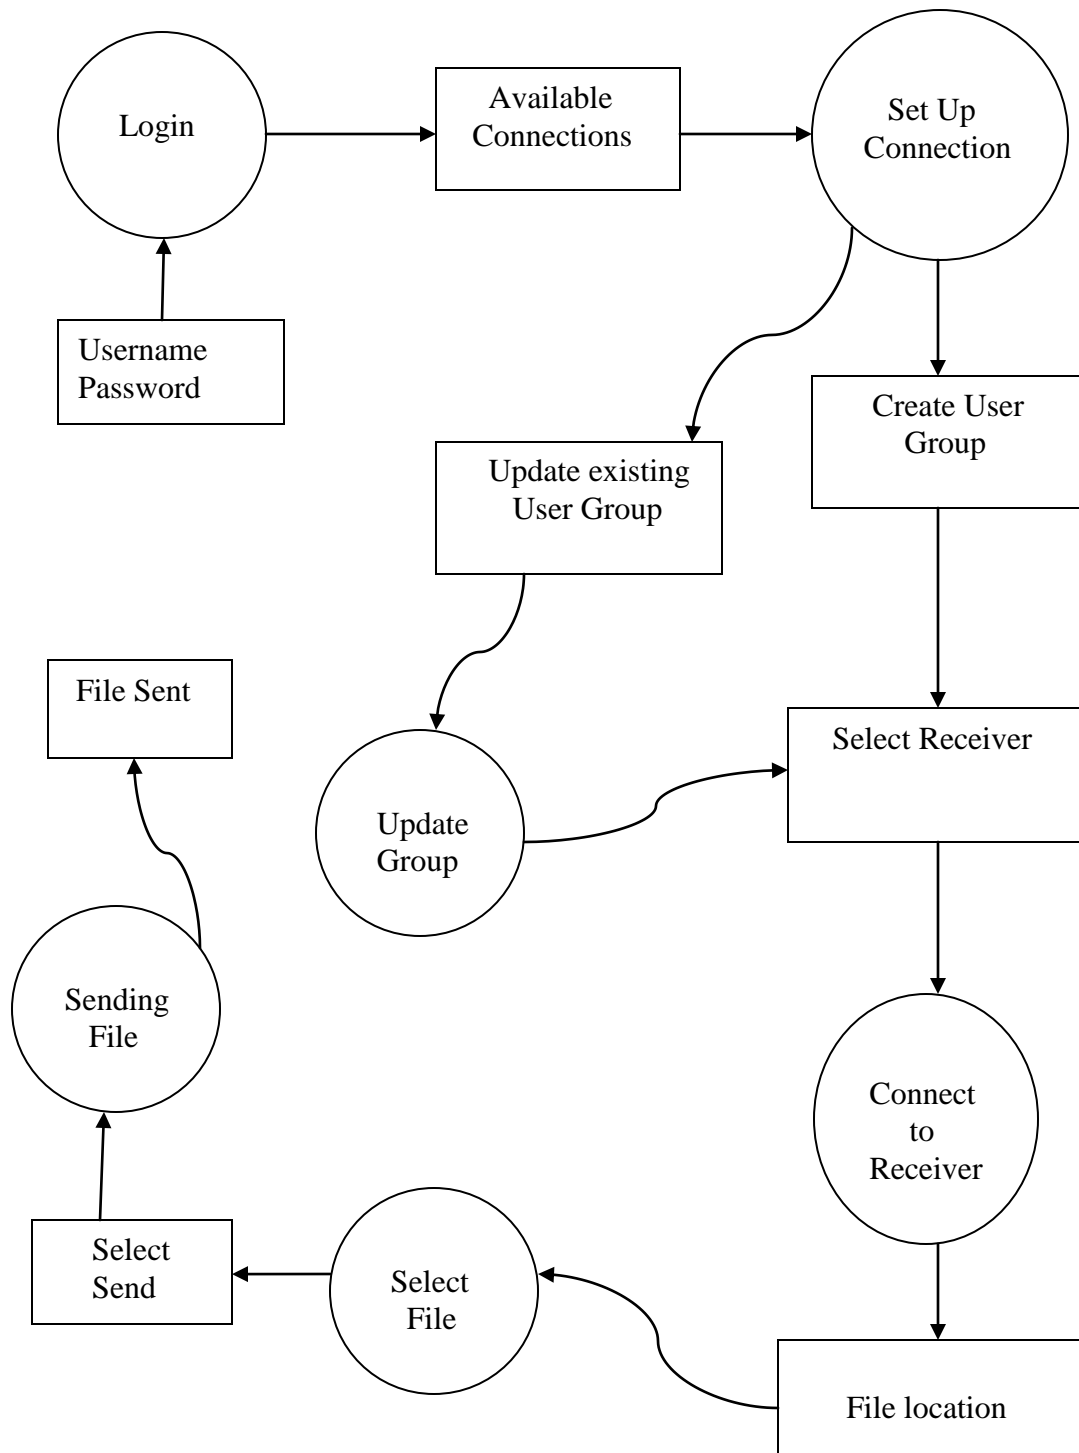 Login
Available
Connections
Set Up
Connection
Username
Password
Create User
Group
Update existing
User Group
File Sent
Select Receiver
Update
Group
Sending
File
Connect
to
Receiver
Select
Send
Select
File
File location